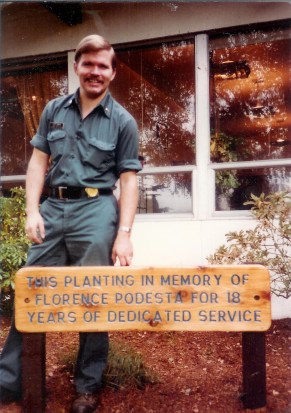 THIS PLANTING IN MEMORY OF
FLORENCE PODESTA FOR 18
YEARS OF DEDICATED SERVICE